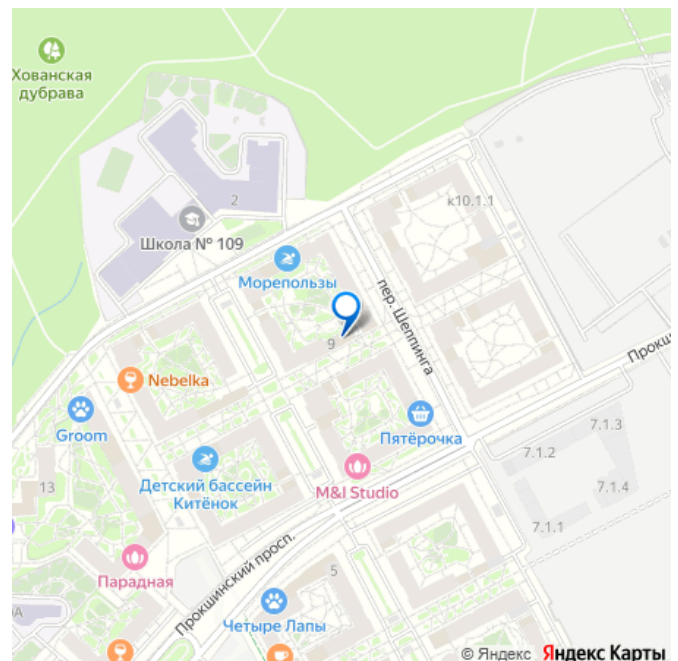 Хованская
дубрава
2
к10.1.1
Школа № 109
Морепользы
пер. Шеппинга
9
Прокш
Nebelka
Groom
Пятёрочка
7.1.3
7.1.2
Детский бассейн
Китёнок
M&I Studio
7.1.4
13
7.1.1
Прокшинский просп.
Парадная
5
Четыре Лапы
© Яндекс Яндекс Карты